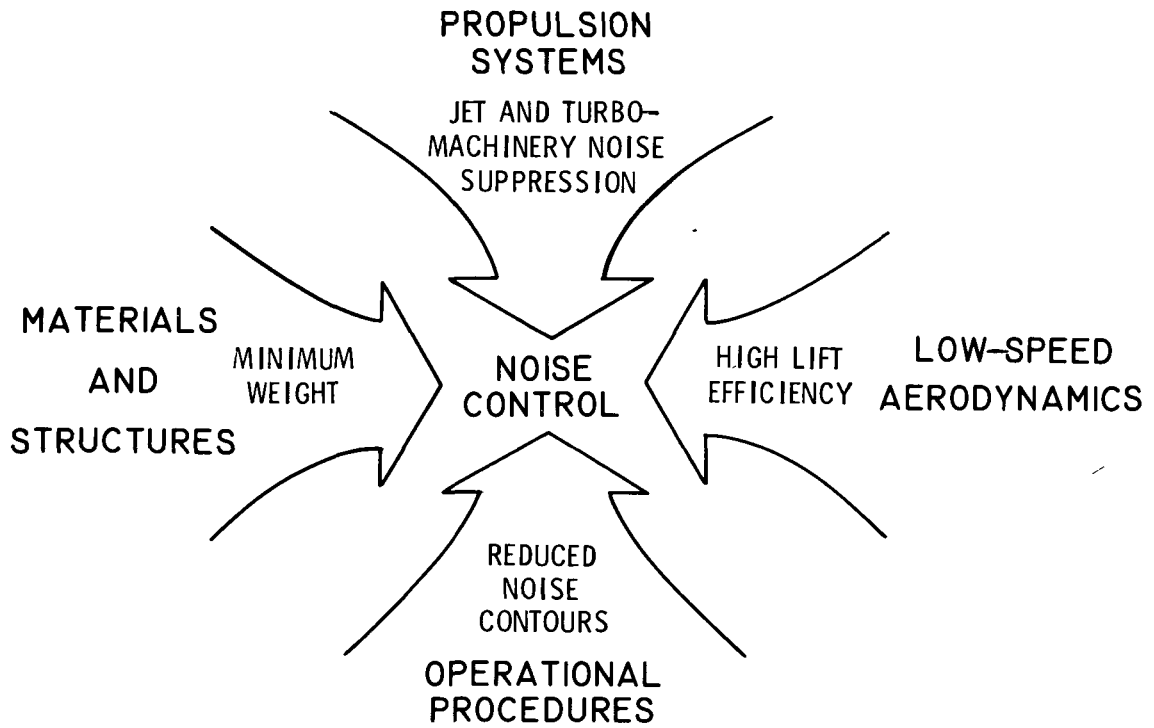 PROPULSION
SYSTEMS
JET AND TURBO-
MACHINERY NOISE
SUPPRESSION
MATERIALS
AND
STRUCTURES
MINIMUM
WEIGHT
NOISE
CONTROL
HIGH LIFT
EFFICIENCY
LOW-SPEED
AERODYNAMICS
REDUCED
NOISE
CONTOURS
OPERATIONAL
PROCEDURES